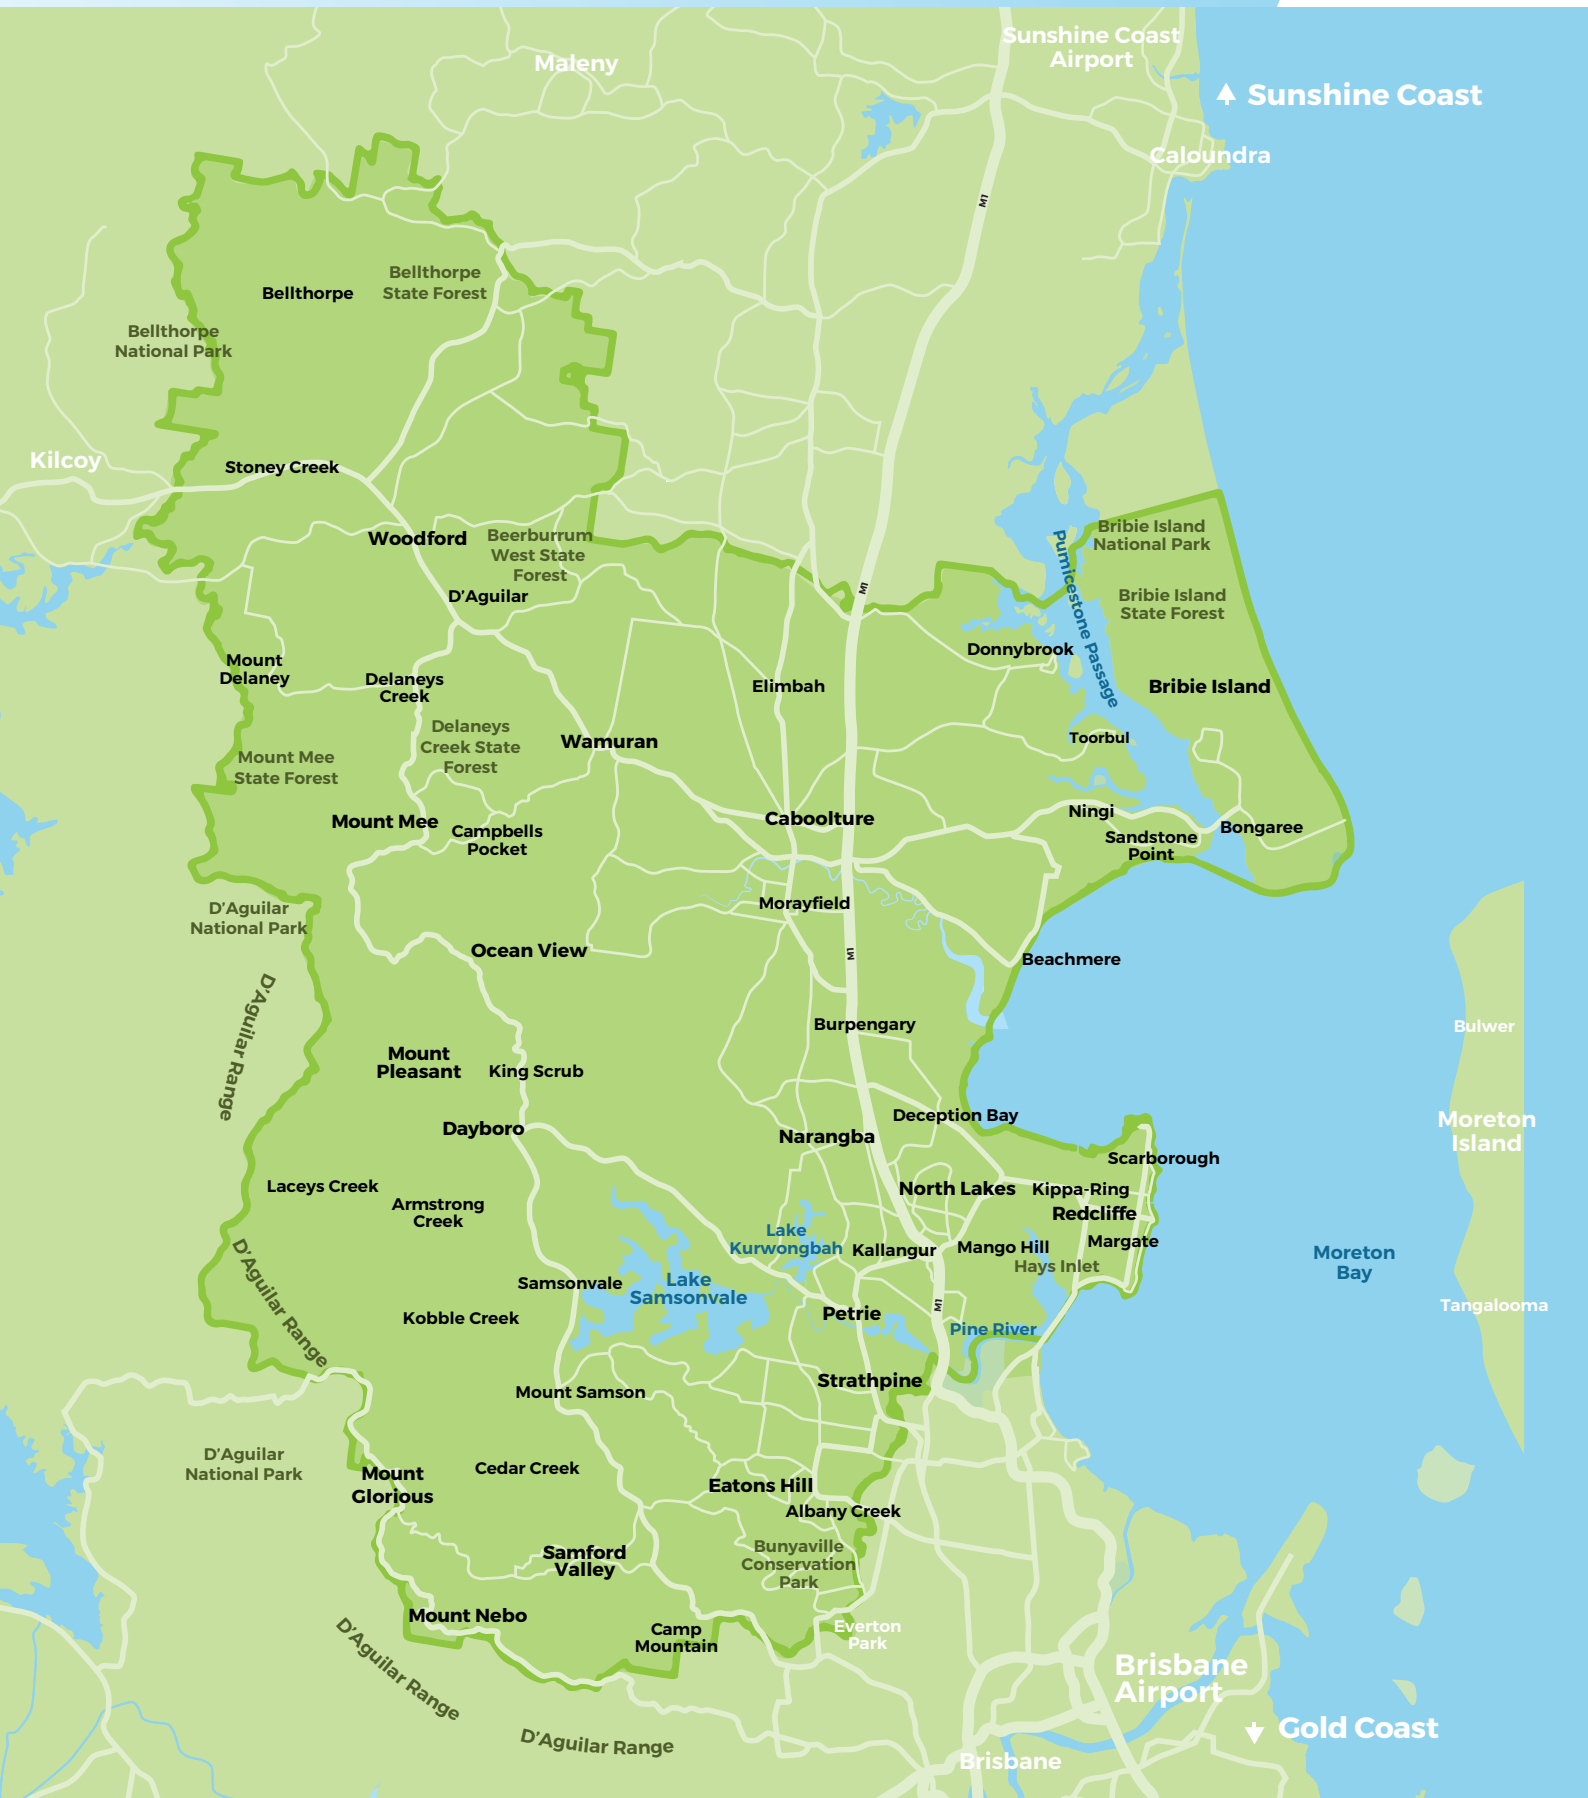 Sunshine Coast
Airport
Maleny
Sunshine Coast
Caloundra
M1
Bellthorpe
State Forest
Bellthorpe
Bellthorpe
National Park
Kilcoy
Stoney Creek
Woodford
Beerburrum
West State
Forest
D'Aguilar
M1
Bribie Island
National Park
Pumicestone Passage
Bribie Island
State Forest
Donnybrook
Bribie Island
Mount
Delaney
Delaneys
Creek
Elimbah
Delaneys
Creek State
Forest
Wamuran
Toorbul
Mount Mee
State Forest
Mount Mee
Campbells
Pocket
Caboolture
Ningi
Sandstone
Point
Bongaree
D'Aguilar
National Park
Morayfield
Ocean View
M1
Beachmere
D'Aguilar Range
Burpengary
Bulwer
Mount
Pleasant
King Scrub
Dayboro
Deception Bay
Narangba
Moreton
Island
Scarborough
Laceys Creek
Armstrong
Creek
North Lakes
Kippa-Ring
Redcliffe
Lake
Kurwongbah
Kallangur
Mango Hill
Margate
Hays Inlet
Moreton
Bay
D'Aguilar Range
Samsonvale
Lake
Samsonvale
Kobble Creek
Petrie
M1
Pine River
Tangalooma
Strathpine
Mount Samson
D'Aguilar
National Park
Mount
Glorious
Cedar Creek
Eatons Hill
Albany Creek
Samford
Valley
Bunyaville
Conservation
Park
Mount Nebo
Camp
Mountain
Everton
Park
D'Aguilar Range
D'Aguilar Range
Brisbane
Airport
Gold Coast
Brisbane